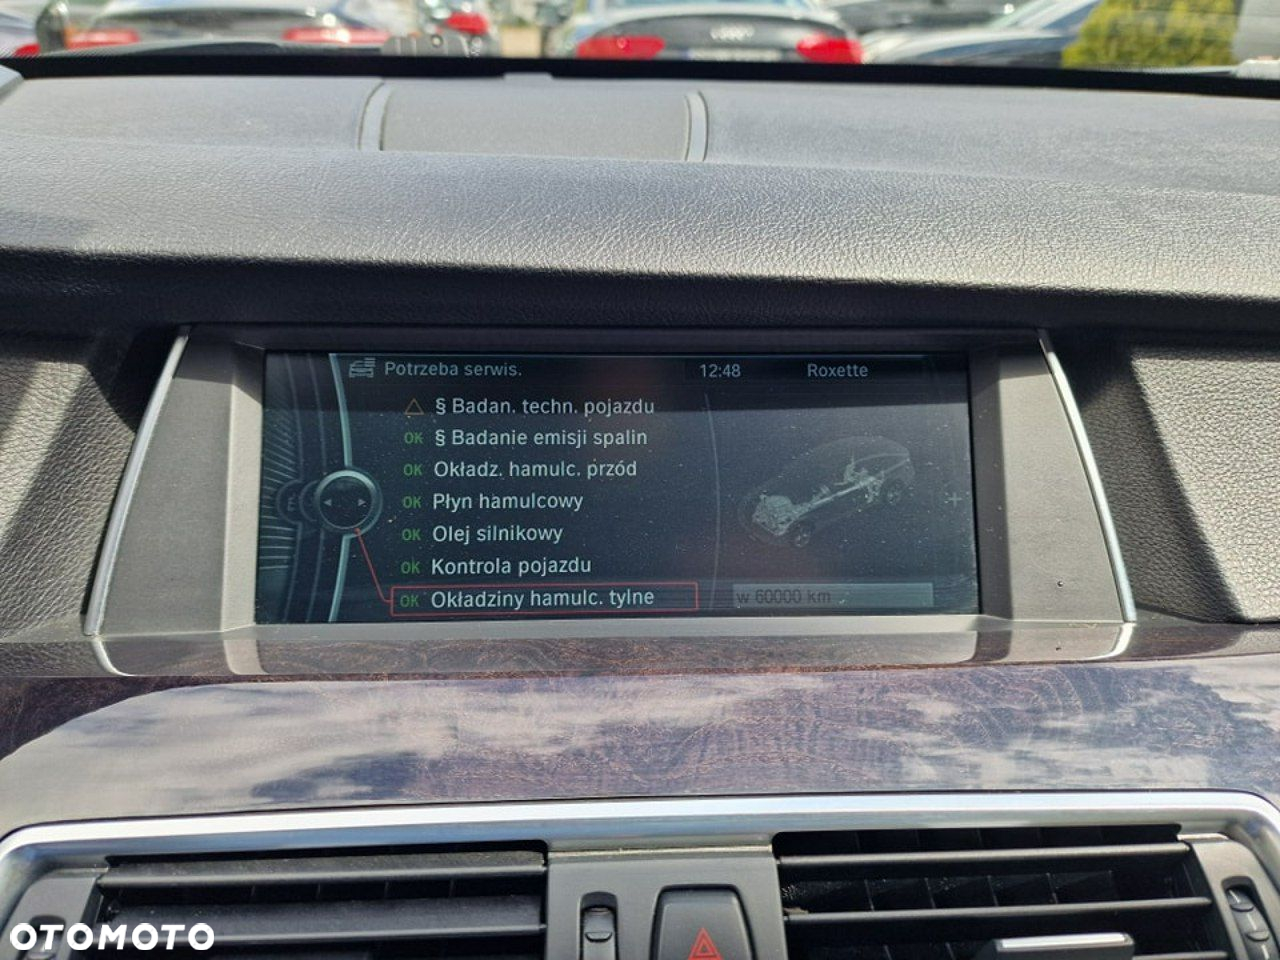 Potrzeba serwis. 12:48 Roxette
§ Badan. techn. pojazdu
OK § Badanie emisji spalin
OK Okładz. hamulc. przód
OK Płyn hamulcowy
OK Olej silnikowy
OK Kontrola pojazdu
OK Okładziny hamulc. tylne w 60000 km
OTOMOTO